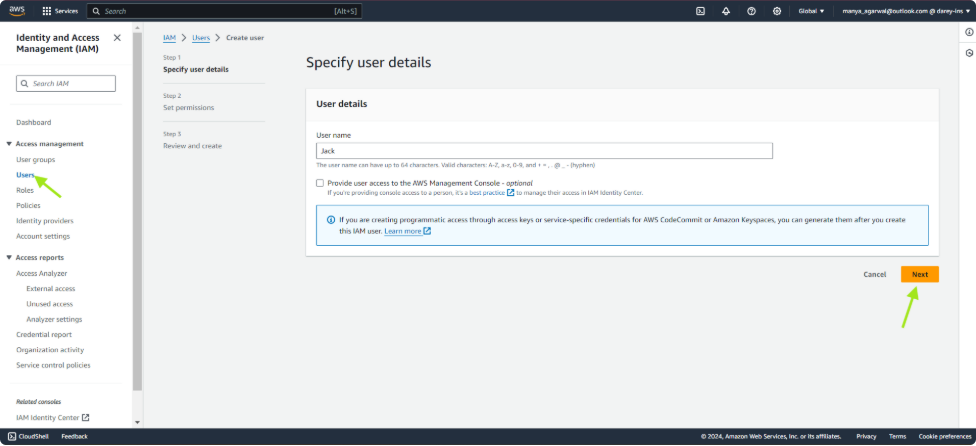 aws
Services
Search
[Alt+S]
Global
manya_agarwal@outlook.com @ darey-ins
Identity and Access
Management (IAM)
Search IAM
Dashboard
Access management
User groups
Users
Roles
Policies
Identity providers
Account settings
Access reports
Access Analyzer
External access
Unused access
Analyzer settings
Credential report
Organization activity
Service control policies
Related consoles
IAM Identity Center
IAM > Users > Create user
Step 1
Specify user details
Step 2
Set permissions
Step 3
Review and create
Specify user details
User details
User name
Jack
The user name can have up to 64 characters. Valid characters: A-Z, a-z, 0-9, and + = , . @ _ - (hyphen)
Provide user access to the AWS Management Console - optional
If you're providing console access to a person, it's a best practice to manage their access in IAM Identity Center.
If you are creating programmatic access through access keys or service-specific credentials for AWS CodeCommit or Amazon Keyspaces, you can generate them after you create
this IAM user. Learn more
Cancel
Next
CloudShell
Feedback
© 2024, Amazon Web Services, Inc. or its affiliates.
Privacy
Terms
Cookie preferences